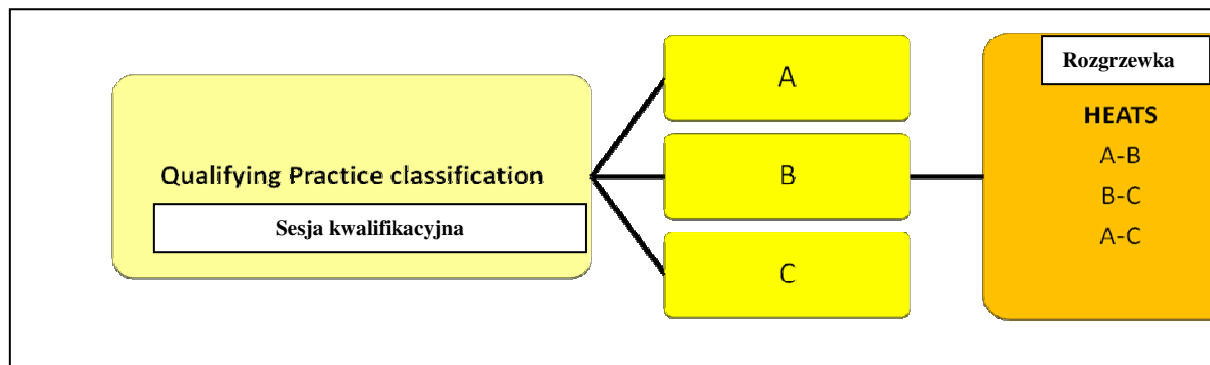 Qualifying Practice classification
Sesja kwalifikacyjna
A
B
C
Rozgrzewka
HEATS
A-B
B-C
A-C